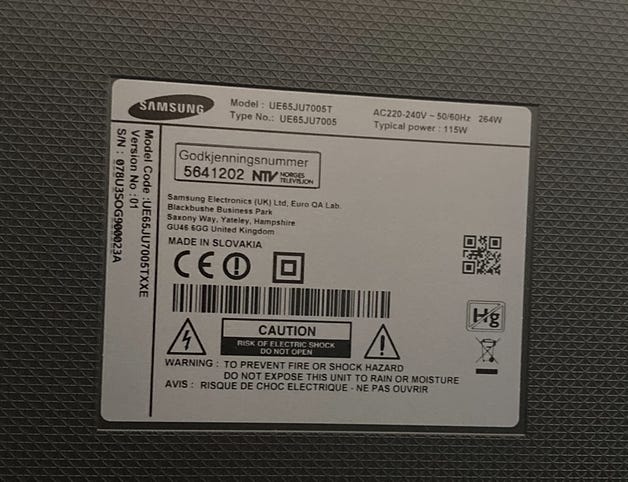 SAMSUNG
Model : UE65JU7005T
Type No.: UE65JU7005
AC220-240V ~ 50/60Hz 264W
Typical power : 115W
Model Code :UE65JU7005TXXE
Version No :01
S/N : 078U3SOG900023A
Godkjenningsnummer
5641202 NTV NORGES TELEVISJON
Samsung Electronics (UK) Ltd, Euro QA Lab.
Blackbushe Business Park
Saxony Way, Yateley, Hampshire
GU46 6GG United Kingdom
MADE IN SLOVAKIA
CE
Hg
CAUTION
RISK OF ELECTRIC SHOCK
DO NOT OPEN
WARNING : TO PREVENT FIRE OR SHOCK HAZARD
DO NOT EXPOSE THIS UNIT TO RAIN OR MOISTURE
AVIS : RISQUE DE CHOC ELECTRIQUE - NE PAS OUVRIR